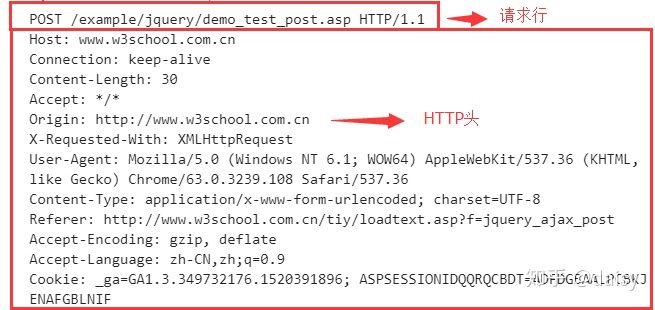 POST /example/jquery/demo_test_post.asp HTTP/1.1
请求行
Host: www.w3school.com.cn
Connection: keep-alive
Content-Length: 30
Accept: */*
Origin: http://www.w3school.com.cn
HTTP头
X-Requested-With: XMLHttpRequest
User-Agent: Mozilla/5.0 (Windows NT 6.1; WOW64) AppleWebKit/537.36 (KHTML,
like Gecko) Chrome/63.0.3239.108 Safari/537.36
Content-Type: application/x-www-form-urlencoded; charset=UTF-8
Referer: http://www.w3school.com.cn/tiy/loadtext.asp?f=jquery_ajax_post
Accept-Encoding: gzip, deflate
Accept-Language: zh-CN,zh;q=0.9
Cookie: _ga=GA1.3.349732176.1520391896;
ENAFGBLNIF
知乎